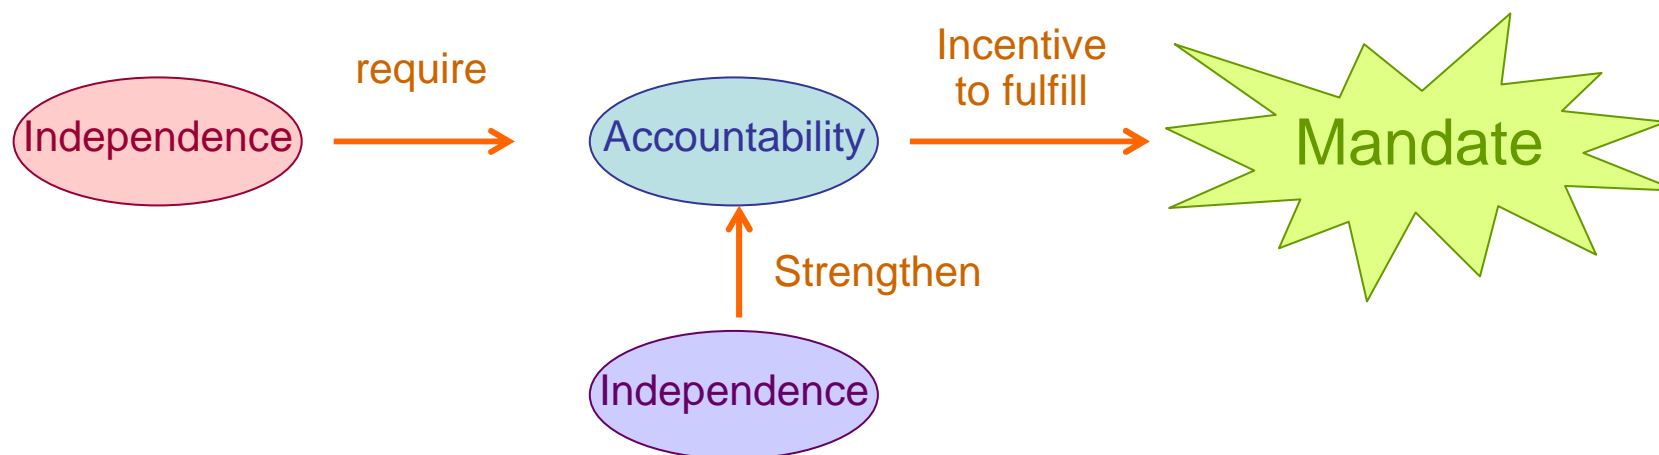 Independence
require
Accountability
Incentive
to fulfill
Mandate
Strengthen
Independence